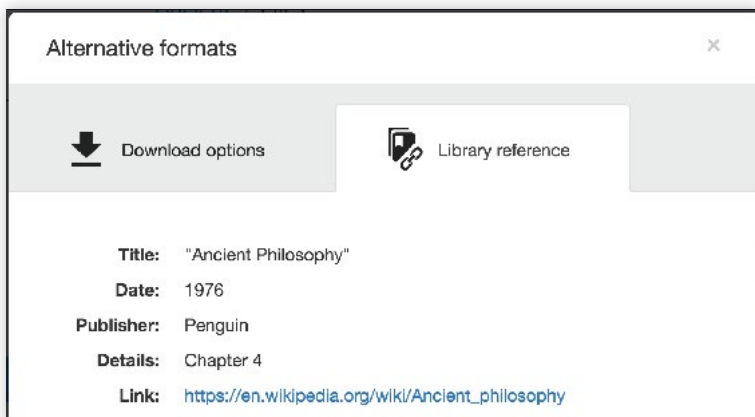 Alternative formats ×
Download options Library reference
Title: "Ancient Philosophy"
Date: 1976
Publisher: Penguin
Details: Chapter 4
Link: https://en.wikipedia.org/wiki/Ancient_philosophy